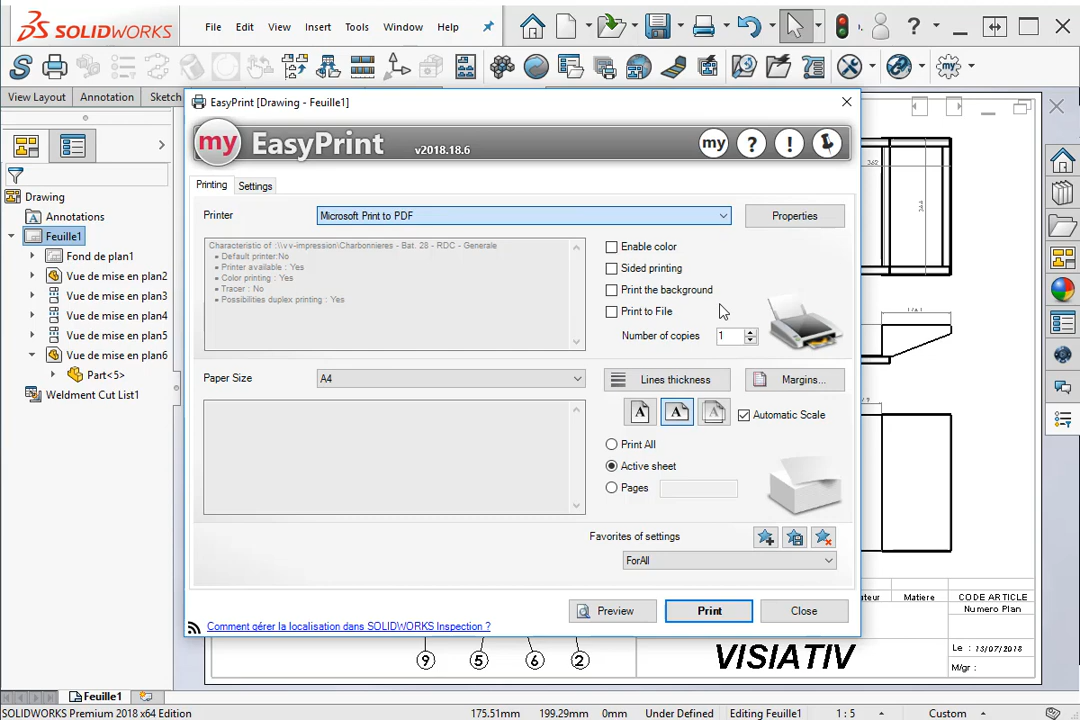 SOLIDWORKS
File Edit View Insert Tools Window Help
View Layout Annotation Sketch
EasyPrint [Drawing - Feuille1]
my EasyPrint v2018.18.6 my ? !
Printing Settings
Printer Microsoft Print to PDF Properties
Characteristic of :\\vv-impression\Charbonnieres - Bat. 28 - RDC - Generale
Default printer:No
Printer available : Yes
Color printing : Yes
Tracer : No
Possibilities duplex printing : Yes
Enable color
Sided printing
Print the background
Print to File
Number of copies 1
Paper Size A4
Lines thickness Margins...
A A A Automatic Scale
Print All
Active sheet
Pages
Favorites of settings
ForAll
Preview Print Close
Comment gérer la localisation dans SOLIDWORKS Inspection ?
Drawing
Annotations
Feuille1
Fond de plan1
Vue de mise en plan2
Vue de mise en plan3
Vue de mise en plan4
Vue de mise en plan5
Vue de mise en plan6
Part<5>
Weldment Cut List1
362
344
ateur Matiere CODE ARTICLE
Numero Plan
VISIATIV
Le : 13/07/2018
M/gr :
9 5 6 2
Feuille1
SOLIDWORKS Premium 2018 x64 Edition 175.51mm 199.29mm 0mm Under Defined Editing Feuille1 1 : 5 Custom